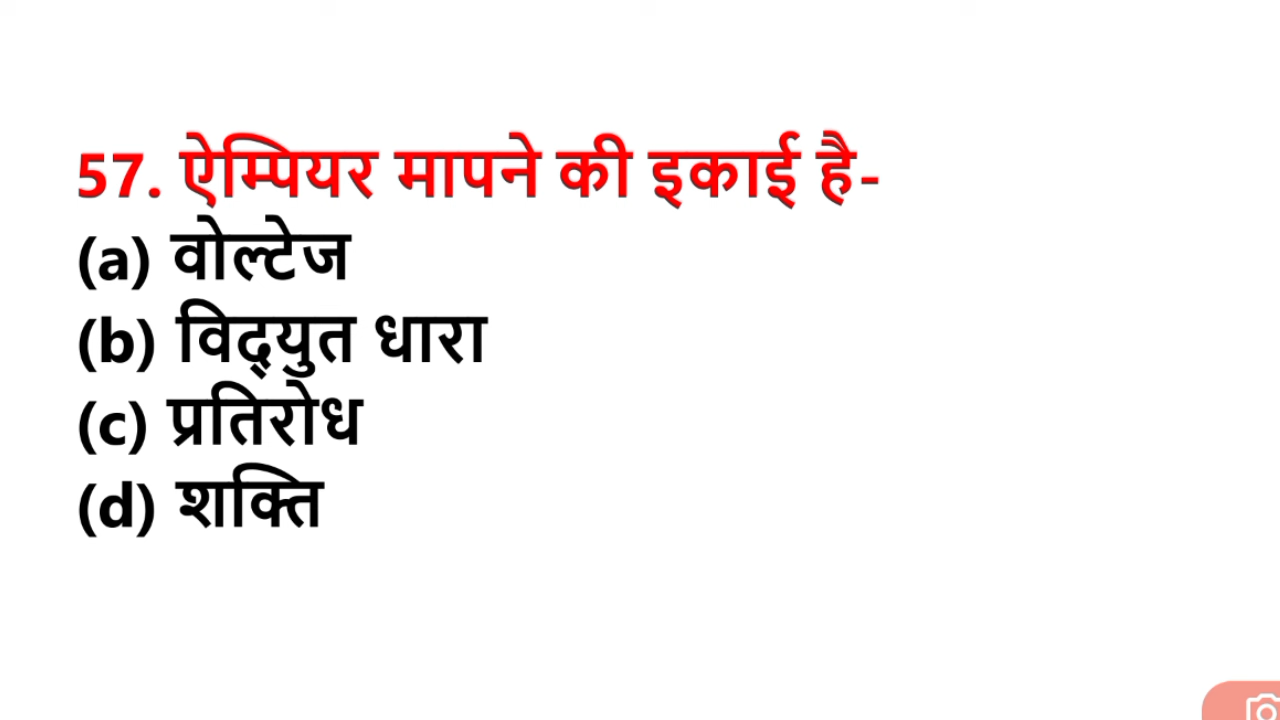 57. ऐम्पियर मापने की इकाई है-
(a) वोल्टेज
(b) विद्युत धारा
(c) प्रतिरोध
(d) शक्ति